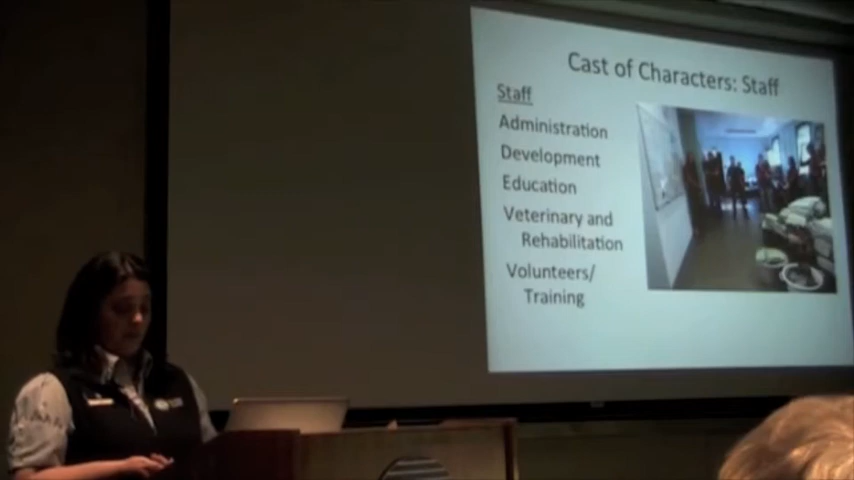 Cast of Characters: Staff
Staff
Administration
Development
Education
Veterinary and
Rehabilitation
Volunteers/
Training